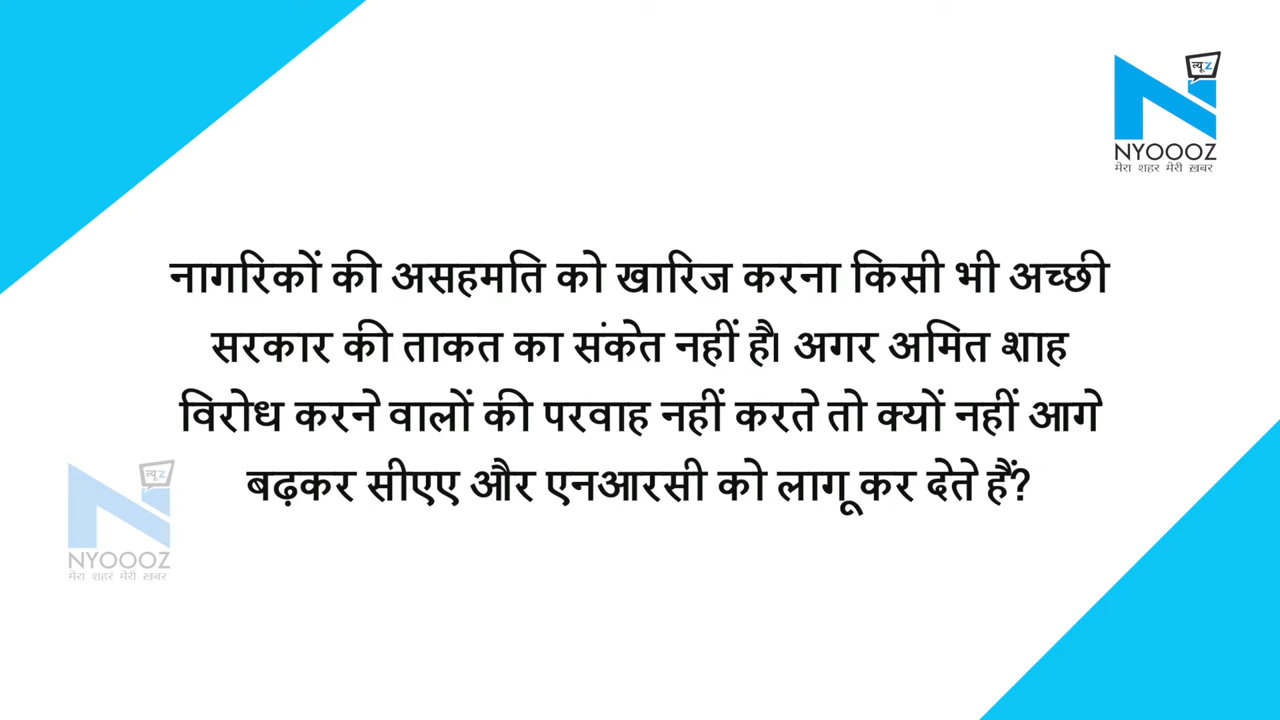 न्यूz
NYOOOZ
मेरा शहर मेरी ख़बर
नागरिकों की असहमति को खारिज करना किसी भी अच्छी
सरकार की ताकत का संकेत नहीं है। अगर अमित शाह
विरोध करने वालों की परवाह नहीं करते तो क्यों नहीं आगे
बढ़कर सीएए और एनआरसी को लागू कर देते हैं?
न्यूz
NYOOOZ
मेरा शहर मेरी ख़बर